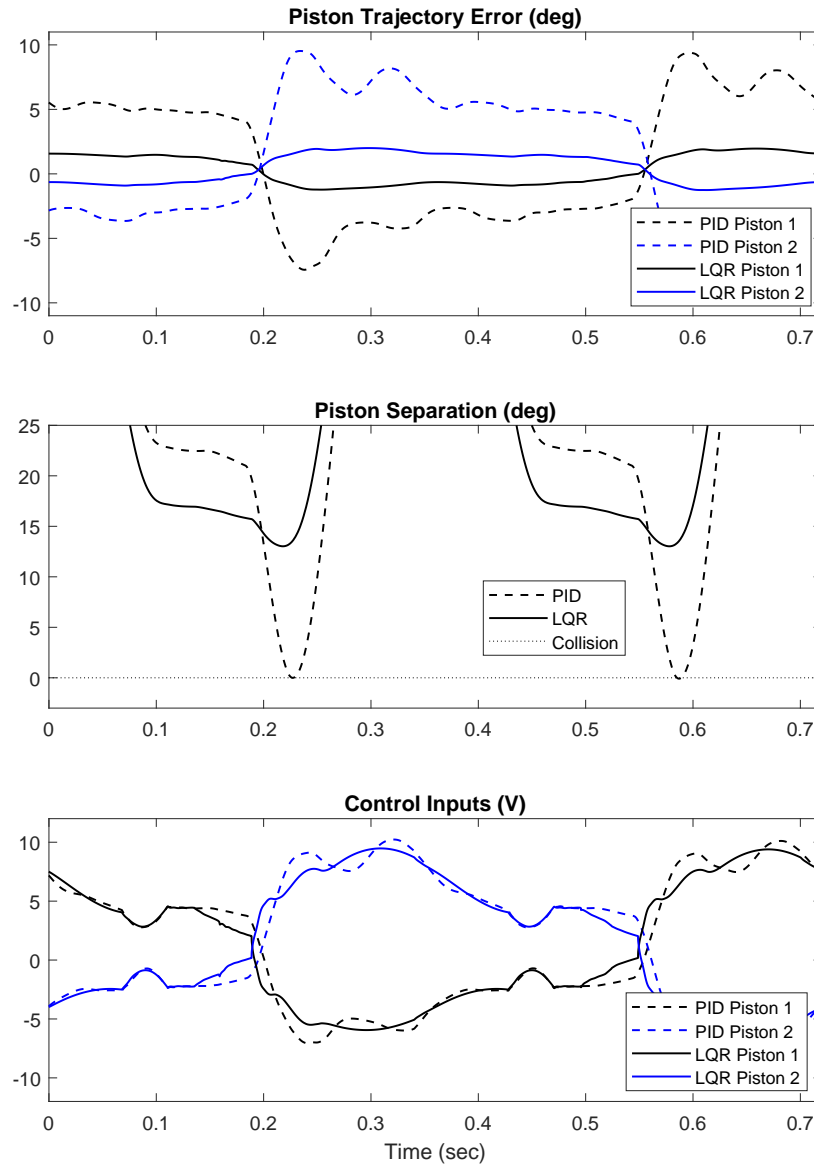 Piston Trajectory Error (deg)
10
5
0
-5
-10
PID Piston 1
PID Piston 2
LQR Piston 1
LQR Piston 2
0 0.1 0.2 0.3 0.4 0.5 0.6 0.7
Piston Separation (deg)
25
20
15
10
5
0
PID
LQR
Collision
0 0.1 0.2 0.3 0.4 0.5 0.6 0.7
Control Inputs (V)
10
5
0
-5
-10
PID Piston 1
PID Piston 2
LQR Piston 1
LQR Piston 2
0 0.1 0.2 0.3 0.4 0.5 0.6 0.7
Time (sec)